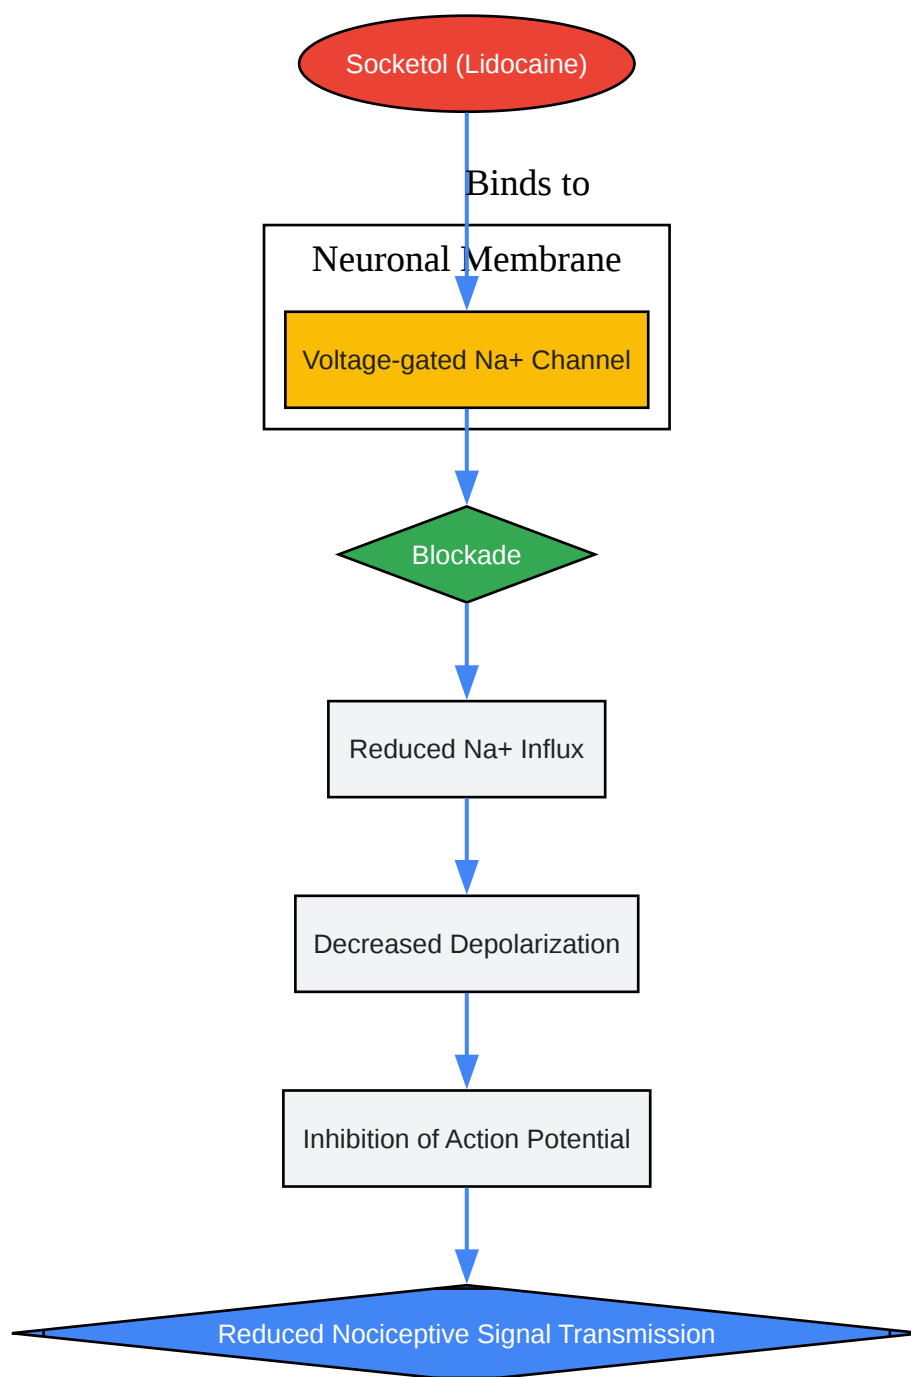 Socketol (Lidocaine)
Binds to
Neuronal Membrane
Voltage-gated Na+ Channel
Blockade
Reduced Na+ Influx
Decreased Depolarization
Inhibition of Action Potential
Reduced Nociceptive Signal Transmission